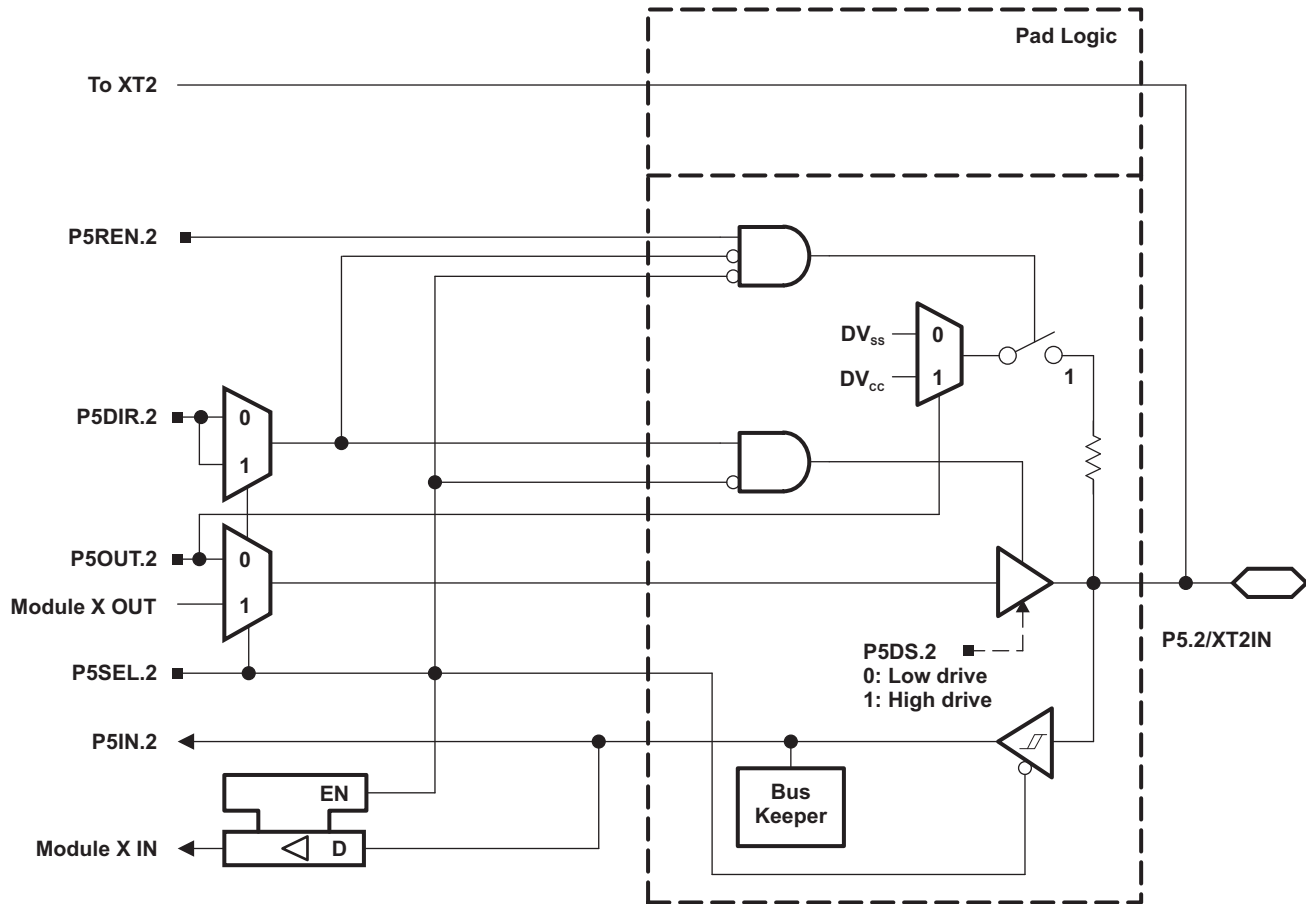 Pad Logic
To XT2
P5REN.2
DVSS
0
DVCC
1
1
P5DIR.2
0
1
P5OUT.2
0
Module X OUT
1
P5SEL.2
P5DS.2
0: Low drive
1: High drive
P5.2/XT2IN
P5IN.2
Bus
Keeper
EN
Module X IN
D